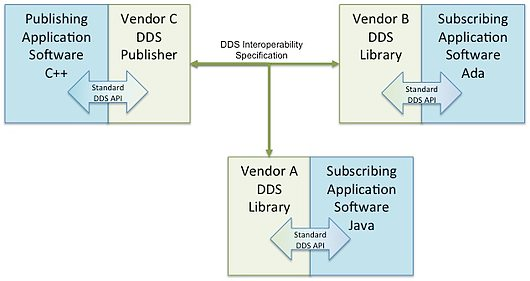 Publishing
Application
Software
C++
Standard
DDS API
Vendor C
DDS
Publisher
DDS Interoperability
Specification
Vendor B
DDS
Library
Standard
DDS API
Subscribing
Application
Software
Ada
Vendor A
DDS
Library
Standard
DDS API
Subscribing
Application
Software
Java